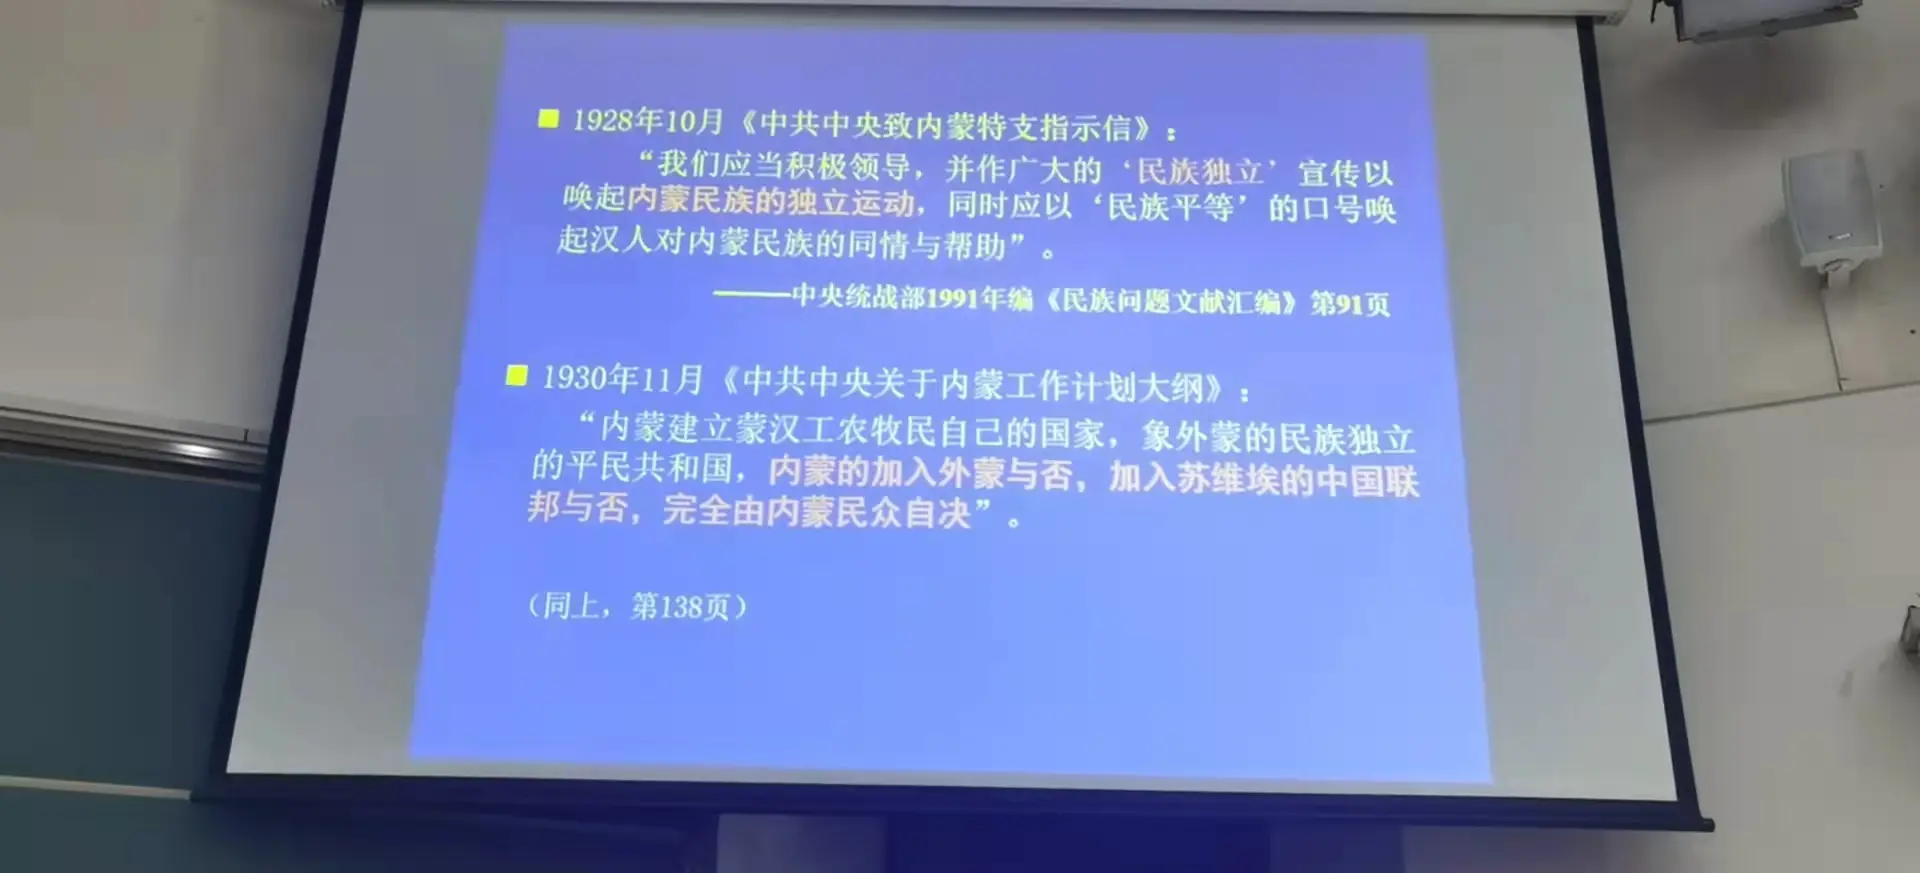 1928年10月《中共中央致内蒙特支指示信》：
“我们应当积极领导，并作广大的‘民族独立’宣传以
唤起内蒙民族的独立运动，同时应以‘民族平等’的口号唤
起汉人对内蒙民族的同情与帮助”。
———中央统战部1991年编《民族问题文献汇编》第91页
1930年11月《中共中央关于内蒙工作计划大纲》：
“内蒙建立蒙汉工农牧民自己的国家，象外蒙的民族独立
的平民共和国，内蒙的加入外蒙与否，加入苏维埃的中国联
邦与否，完全由内蒙民众自决”。
（同上，第138页）